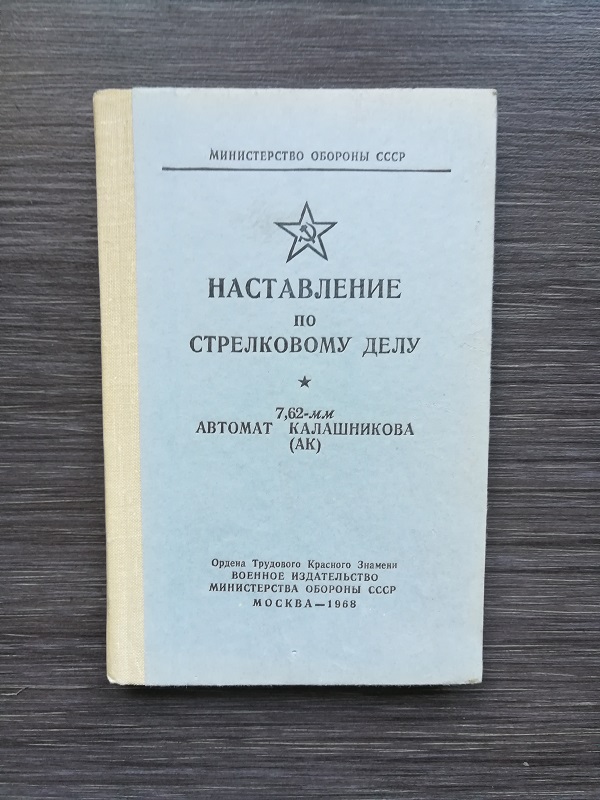 МИНИСТЕРСТВО ОБОРОНЫ СССР
НАСТАВЛЕНИЕ
ПО
СТРЕЛКОВОМУ ДЕЛУ
7,62-мм
АВТОМАТ КАЛАШНИКОВА
(АК)
Ордена Трудового Красного Знамени
ВОЕННОЕ ИЗДАТЕЛЬСТВО
МИНИСТЕРСТВА ОБОРОНЫ СССР
МОСКВА—1968